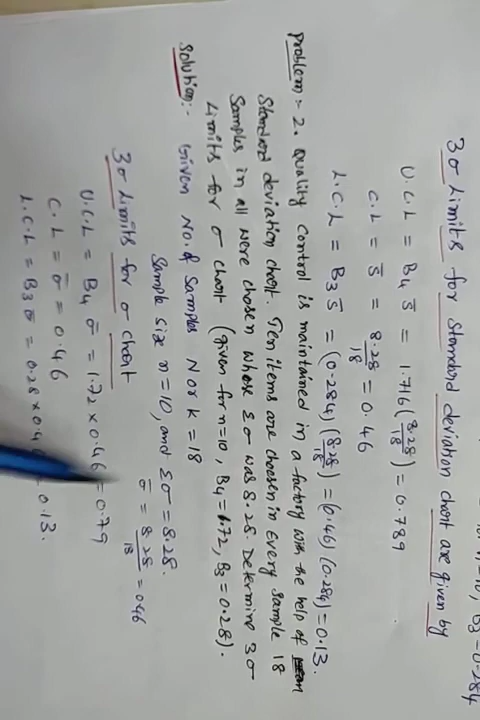 n=10, B3=0.284
3σ Limits for Standard deviation chart are given by
U.C.L = B4 S̄ = 1.716(8.28/18) = 0.789
C.L = S̄ = 8.28/18 = 0.46
L.C.L = B3 S̄ = (0.284)(8.28/18) = (0.46)(0.284) = 0.13.
Problem - 2. Quality Control is maintained in a factory with the help of
Standard deviation chart. Ten items are choosen in every sample 18
Samples in all were chosen whose Σσ was 8.28. Determine 3σ
Limits for σ chart (given for n=10, B4=1.72, B3=0.28).
Solution:- Given No. of Samples N or k = 18
Sample size n=10, and Σσ = 8.28.
σ̄ = 8.28/18 = 0.46
3σ Limits for σ chart
U.C.L = B4 σ̄ = 1.72 × 0.46 = 0.79
C.L = σ̄ = 0.46
L.C.L = B3 σ̄ = 0.28 × 0.4 0.13.